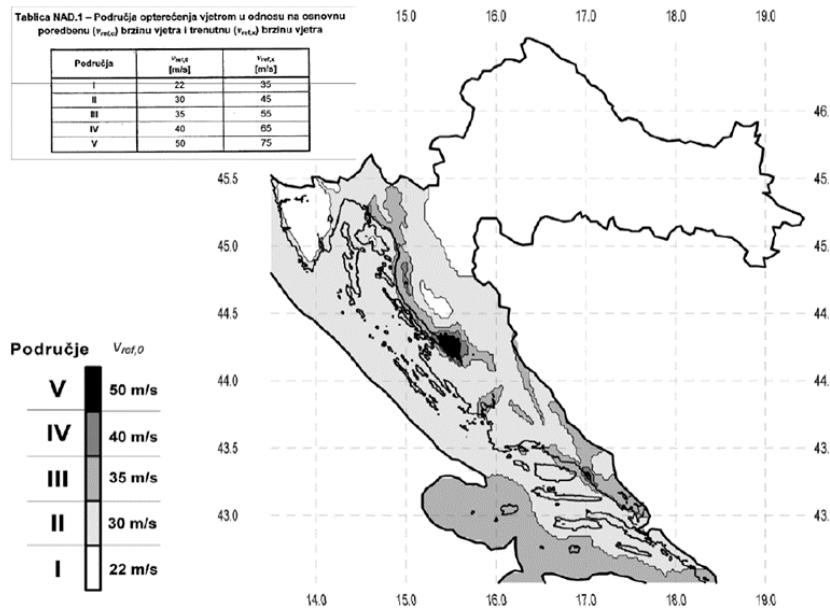 Tablica NAD.1 – Područja opterećenja vjetrom u odnosu na osnovnu
poredbenu (vref,o) brzinu vjetra i trenutnu (vref,x) brzinu vjetra
Područja vref,o [m/s] vref,x [m/s]
I 22 35
II 30 45
III 35 55
IV 40 65
V 50 75
15.0 16.0 17.0 18.0 19.0
46.
45.5 45.
45.0 45.
44.5 44.
44.0 44.
43.5 43.
43.0 43.
14.0 15.0 16.0 17.0 18.0 19.0
Područje Vref,0
V 50 m/s
IV 40 m/s
III 35 m/s
II 30 m/s
I 22 m/s